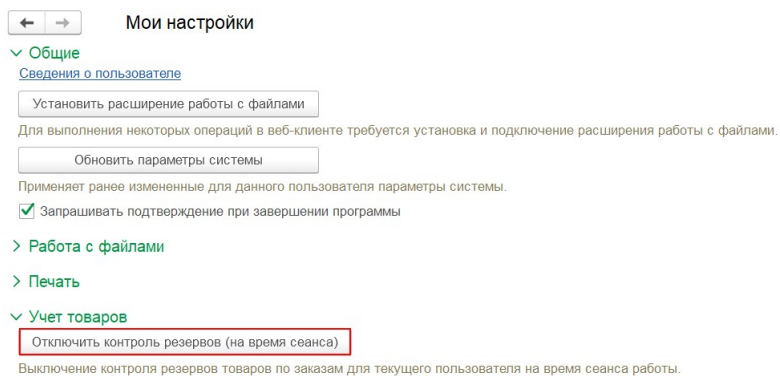 Мои настройки
Общие
Сведения о пользователе
Установить расширение работы с файлами
Для выполнения некоторых операций в веб-клиенте требуется установка и подключение расширения работы с файлами.
Обновить параметры системы
Применяет ранее измененные для данного пользователя параметры системы.
Запрашивать подтверждение при завершении программы
Работа с файлами
Печать
Учет товаров
Отключить контроль резервов (на время сеанса)
Выключение контроля резервов товаров по заказам для текущего пользователя на время сеанса работы.